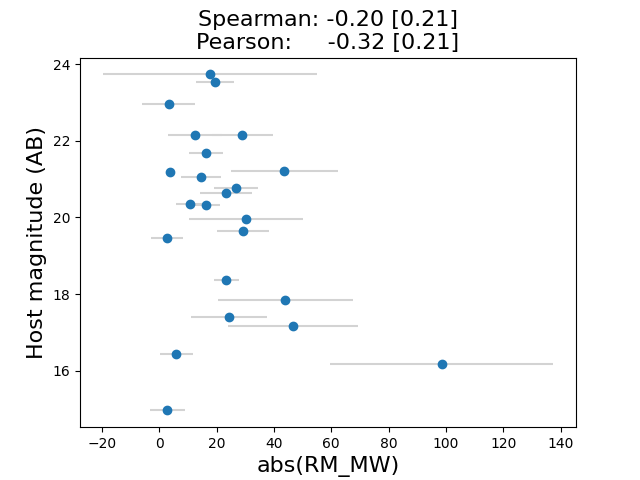 Spearman: -0.20 [0.21]
Pearson: -0.32 [0.21]
24
22
20
18
16
Host magnitude (AB)
−20 0 20 40 60 80 100 120 140
abs(RM_MW)